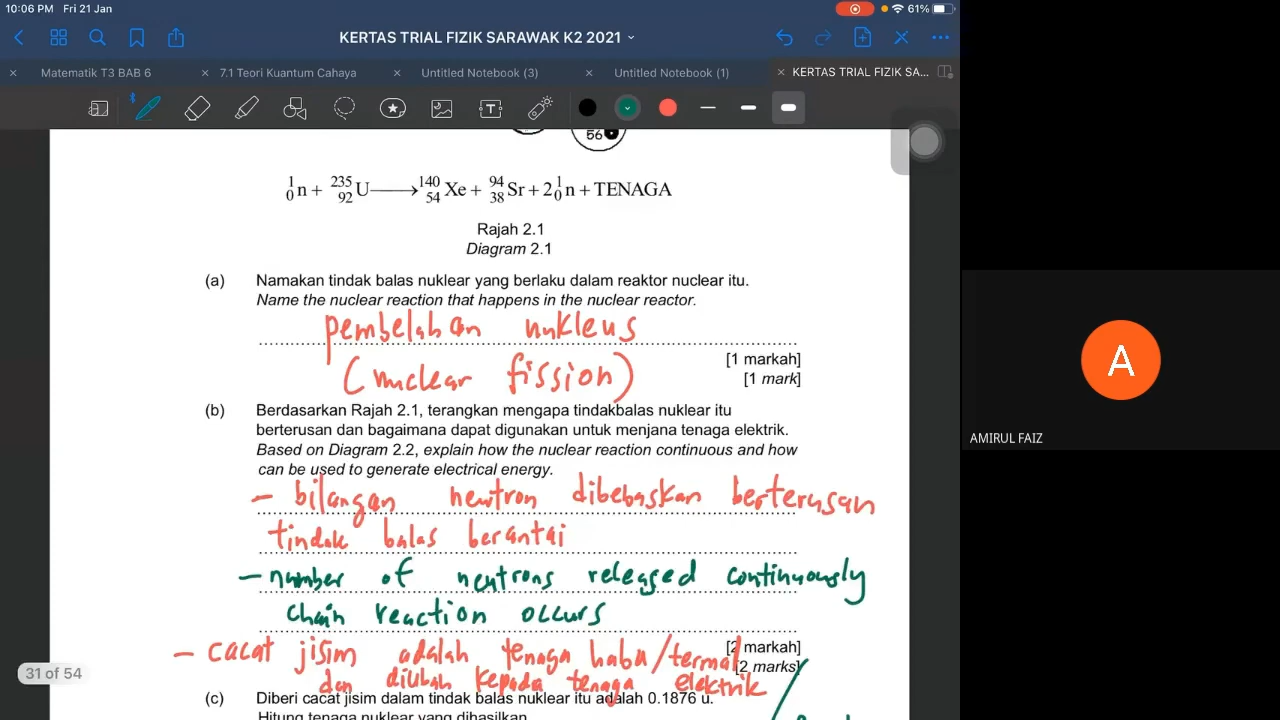 10:06 PM Fri 21 Jan
61%
KERTAS TRIAL FIZIK SARAWAK K2 2021
Matematik T3 BAB 6
7.1 Teori Kuantum Cahaya
Untitled Notebook (3)
Untitled Notebook (1)
KERTAS TRIAL FIZIK SA...
56
¹₀n + ²³⁵₉₂U ⟶ ¹⁴⁰₅₄Xe + ⁹⁴₃₈Sr + 2¹₀n + TENAGA
Rajah 2.1
Diagram 2.1
(a) Namakan tindak balas nuklear yang berlaku dalam reaktor nuclear itu.
Name the nuclear reaction that happens in the nuclear reactor.
pembelahan nukleus
[1 markah]
(nuclear fission)
[1 mark]
(b) Berdasarkan Rajah 2.1, terangkan mengapa tindakbalas nuklear itu
berterusan dan bagaimana dapat digunakan untuk menjana tenaga elektrik.
Based on Diagram 2.2, explain how the nuclear reaction continuous and how
can be used to generate electrical energy.
- bilangan neutron dibebaskan berterusan
tindak balas berantai
- number of neutrons released continuously
chain reaction occurs
[2 markah]
- cacat jisim adalah tenaga haba/termal
[2 marks]
dan diubah kepada tenaga elektrik
31 of 54
(c) Diberi cacat jisim dalam tindak balas nuklear itu adalah 0.1876 u.
Hitung tenaga nuklear yang dihasilkan.
A
AMIRUL FAIZ